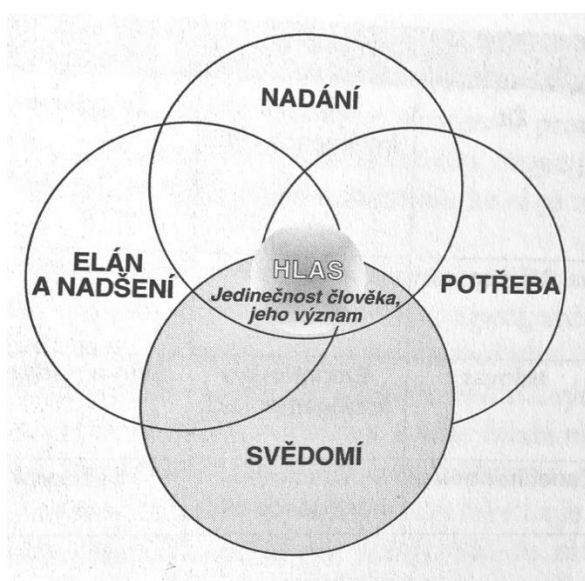 NADÁNÍ
ELÁN
A NADŠENÍ
HLAS
POTŘEBA
Jedinečnost člověka,
jeho význam
SVĚDOMÍ